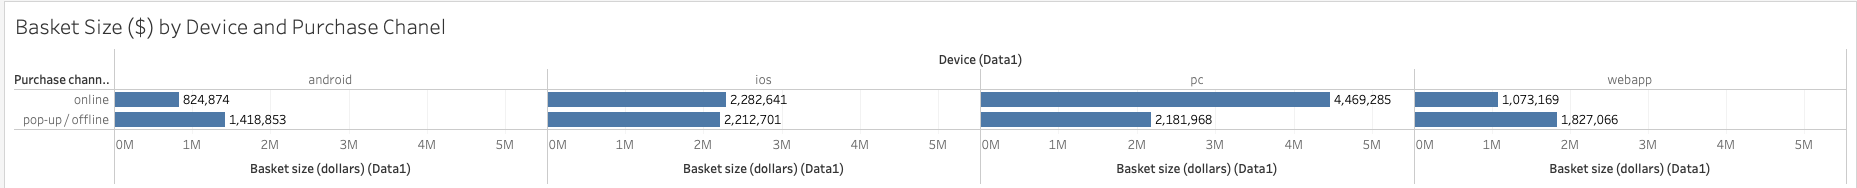 Basket Size ($) by Device and Purchase Chanel
Device (Data1)
Purchase chann.. android ios pc webapp
online 824,874 2,282,641 4,469,285 1,073,169
pop-up / offline 1,418,853 2,212,701 2,181,968 1,827,066
0M 1M 2M 3M 4M 5M 0M 1M 2M 3M 4M 5M 0M 1M 2M 3M 4M 5M 0M 1M 2M 3M 4M 5M
Basket size (dollars) (Data1) Basket size (dollars) (Data1) Basket size (dollars) (Data1) Basket size (dollars) (Data1)